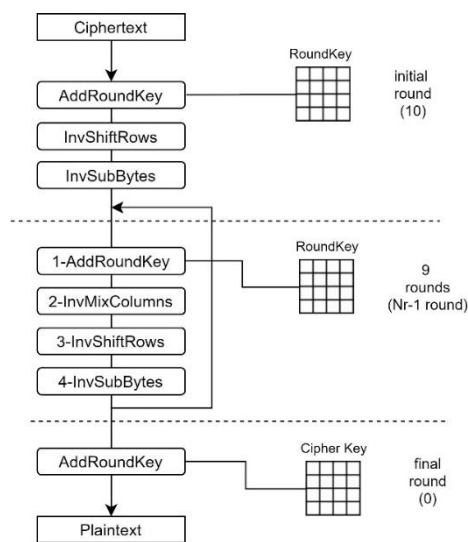 Ciphertext
AddRoundKey
InvShiftRows
InvSubBytes
RoundKey
initial
round
(10)
1-AddRoundKey
2-InvMixColumns
3-InvShiftRows
4-InvSubBytes
RoundKey
9
rounds
(Nr-1 round)
AddRoundKey
Plaintext
Cipher Key
final
round
(0)